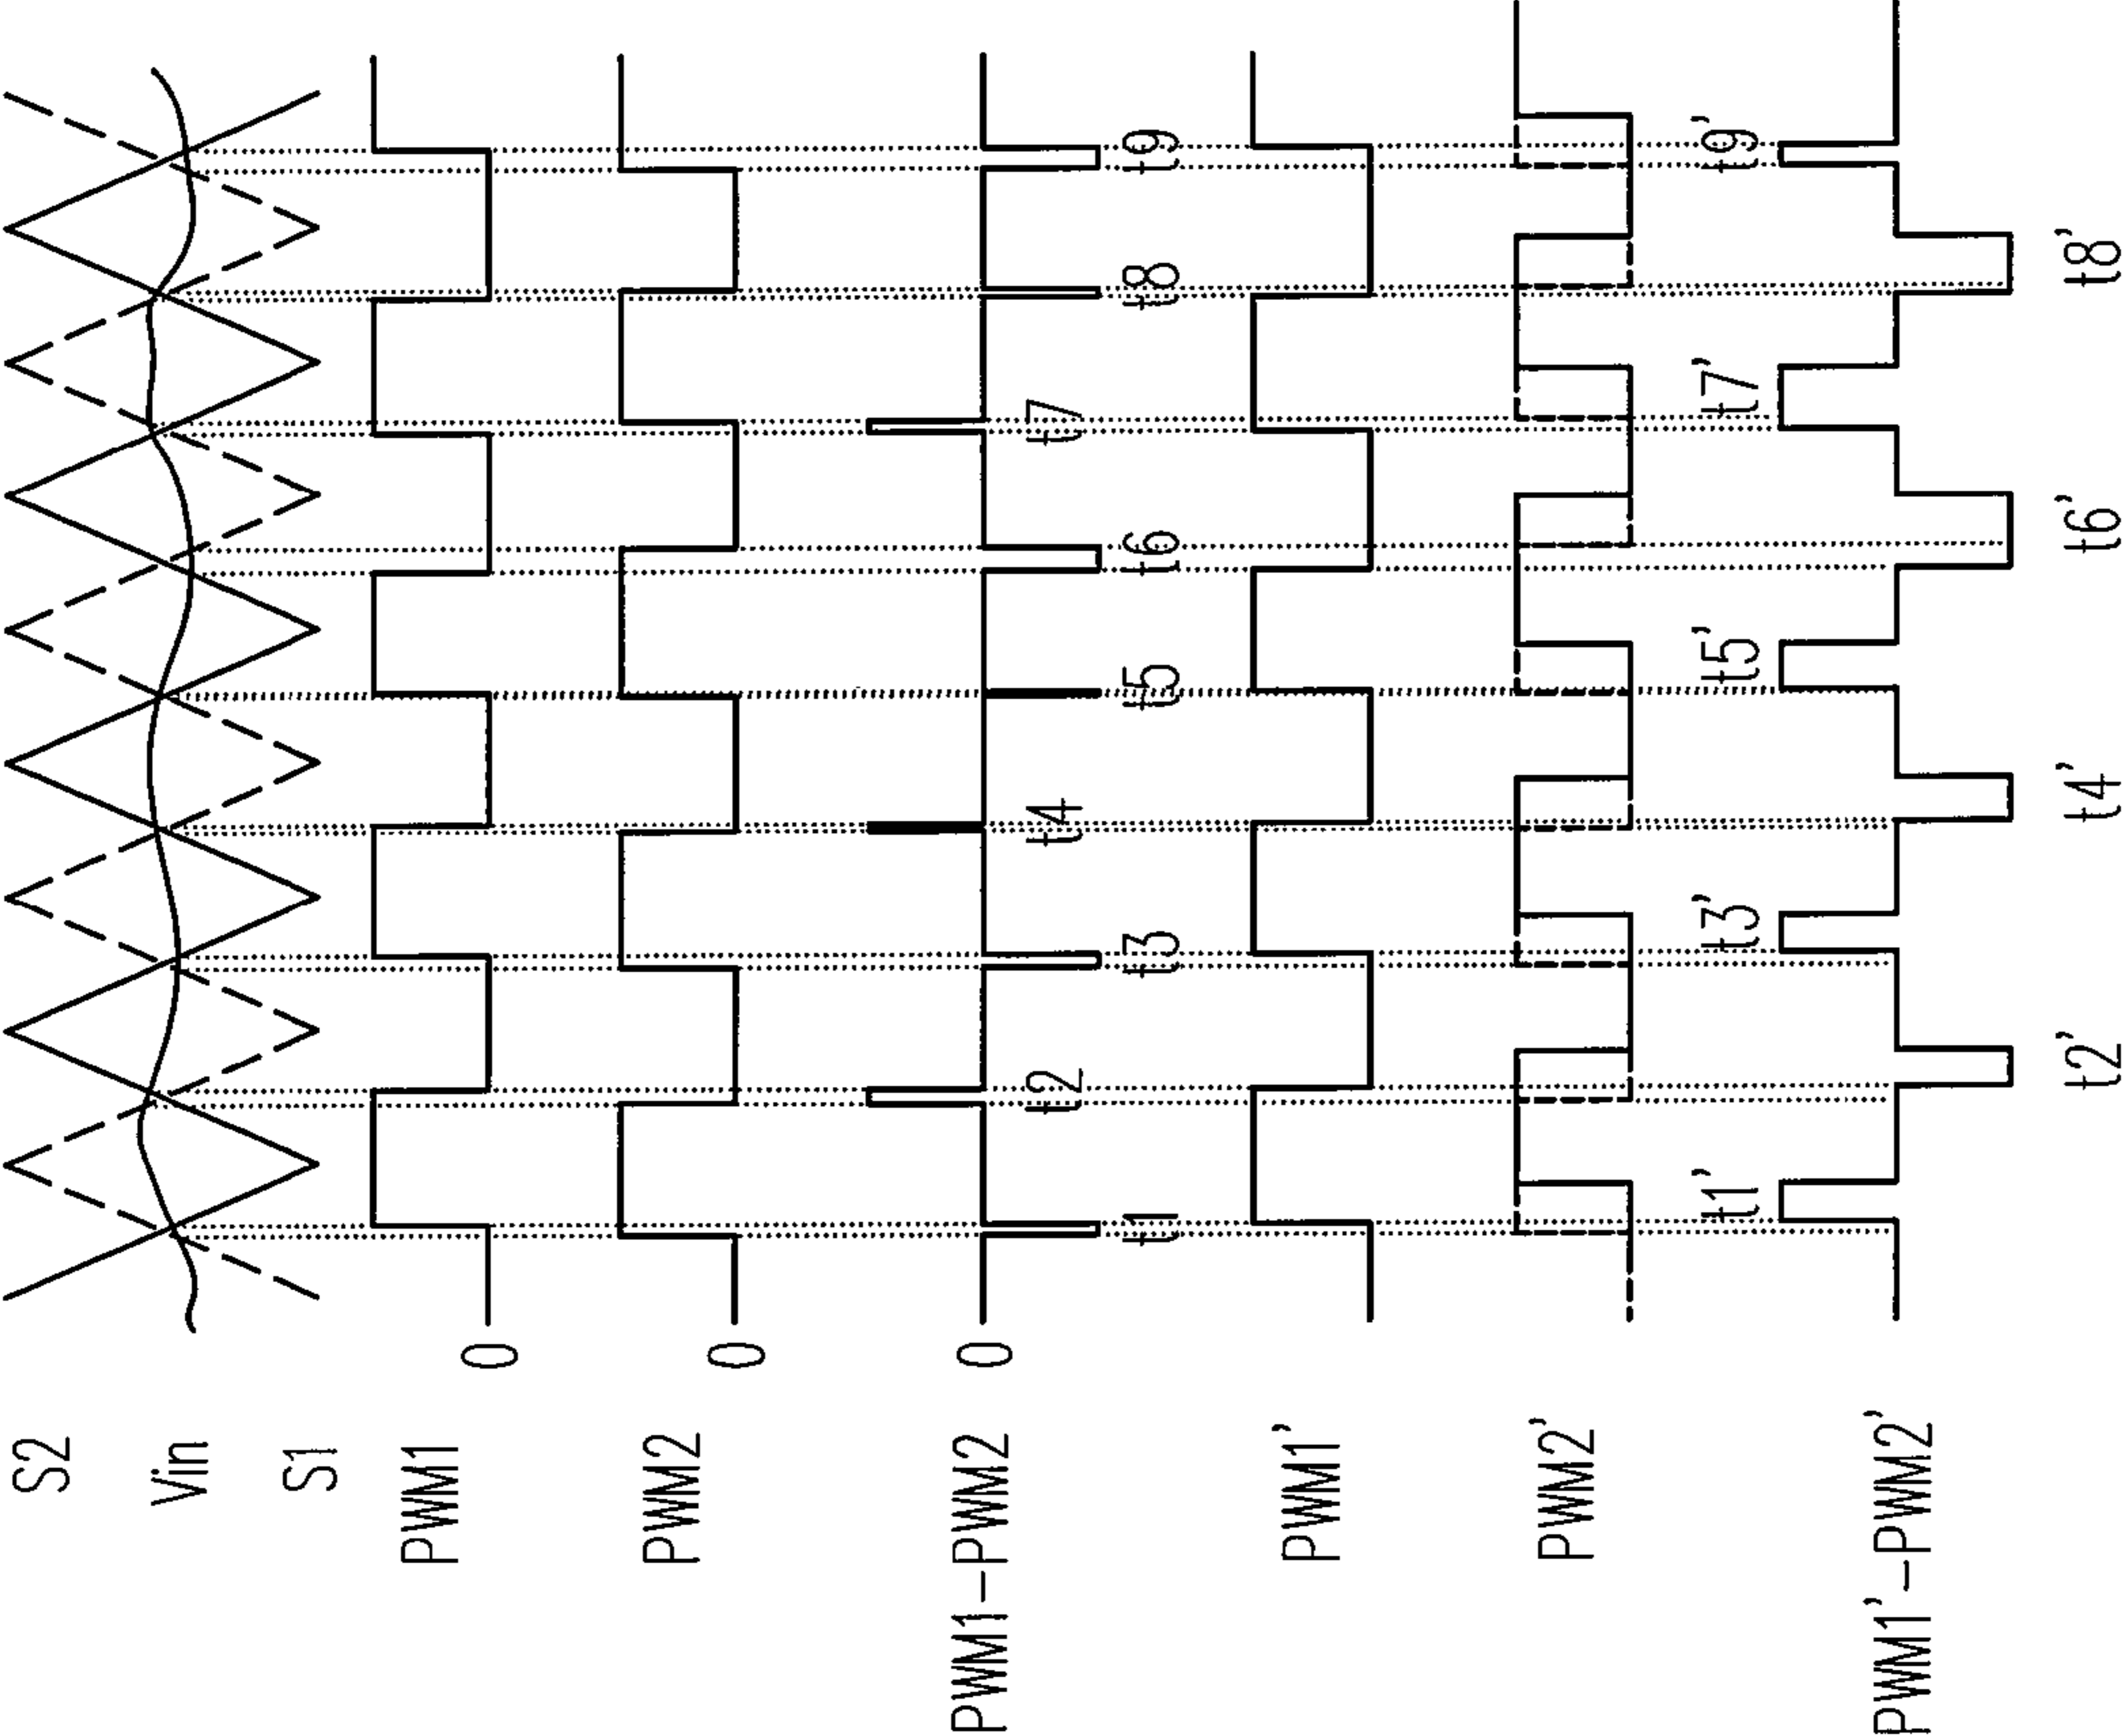 S2
Vin
S1
PWM1
0
PWM2
0
PWM1-PWM2
0
t1
t2
t3
t4
t5
t6
t7
t8
t9
PWM1'
PWM2'
PWM1'-PWM2'
t1'
t2'
t3'
t4'
t5'
t6'
t7'
t8'
t9'